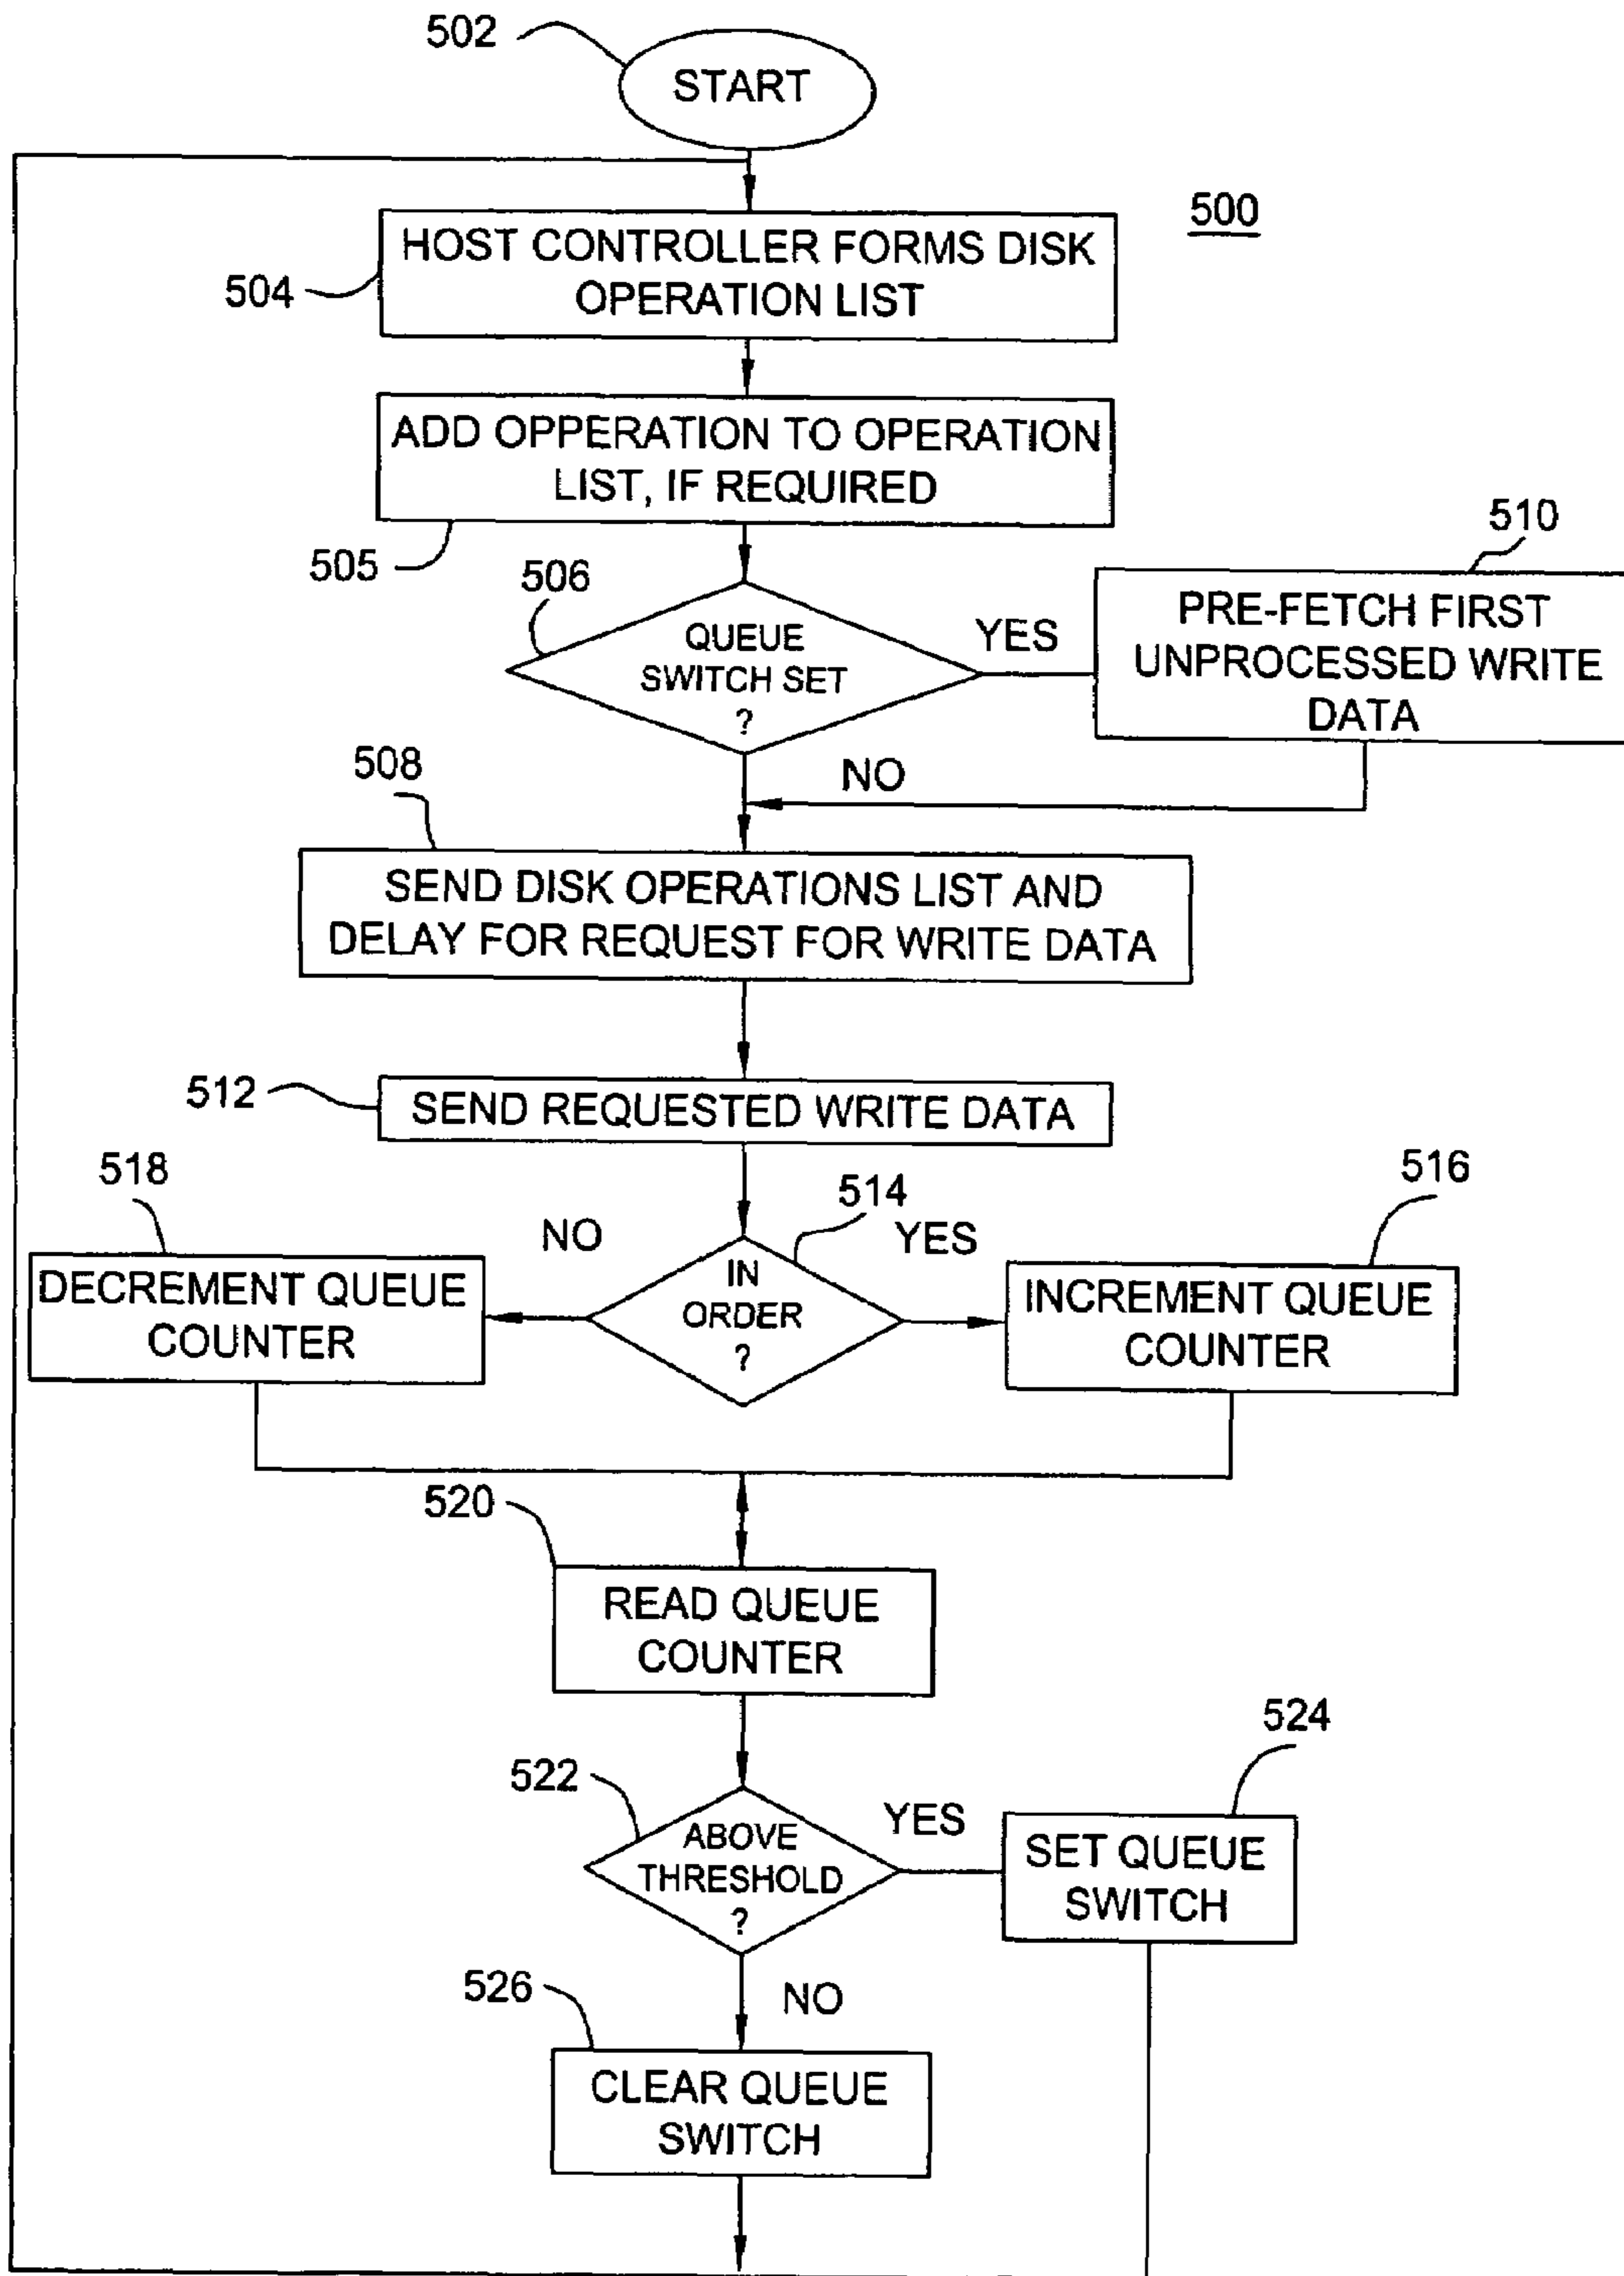 502
START
500
HOST CONTROLLER FORMS DISK
OPERATION LIST
504
ADD OPPERATION TO OPERATION
LIST, IF REQUIRED
505
506
QUEUE
SWITCH SET
?
YES
510
PRE-FETCH FIRST
UNPROCESSED WRITE
DATA
NO
508
SEND DISK OPERATIONS LIST AND
DELAY FOR REQUEST FOR WRITE DATA
512
SEND REQUESTED WRITE DATA
518
NO
514
YES
516
DECREMENT QUEUE
COUNTER
IN
ORDER
?
INCREMENT QUEUE
COUNTER
520
READ QUEUE
COUNTER
522
ABOVE
THRESHOLD
?
YES
524
SET QUEUE
SWITCH
526
NO
CLEAR QUEUE
SWITCH